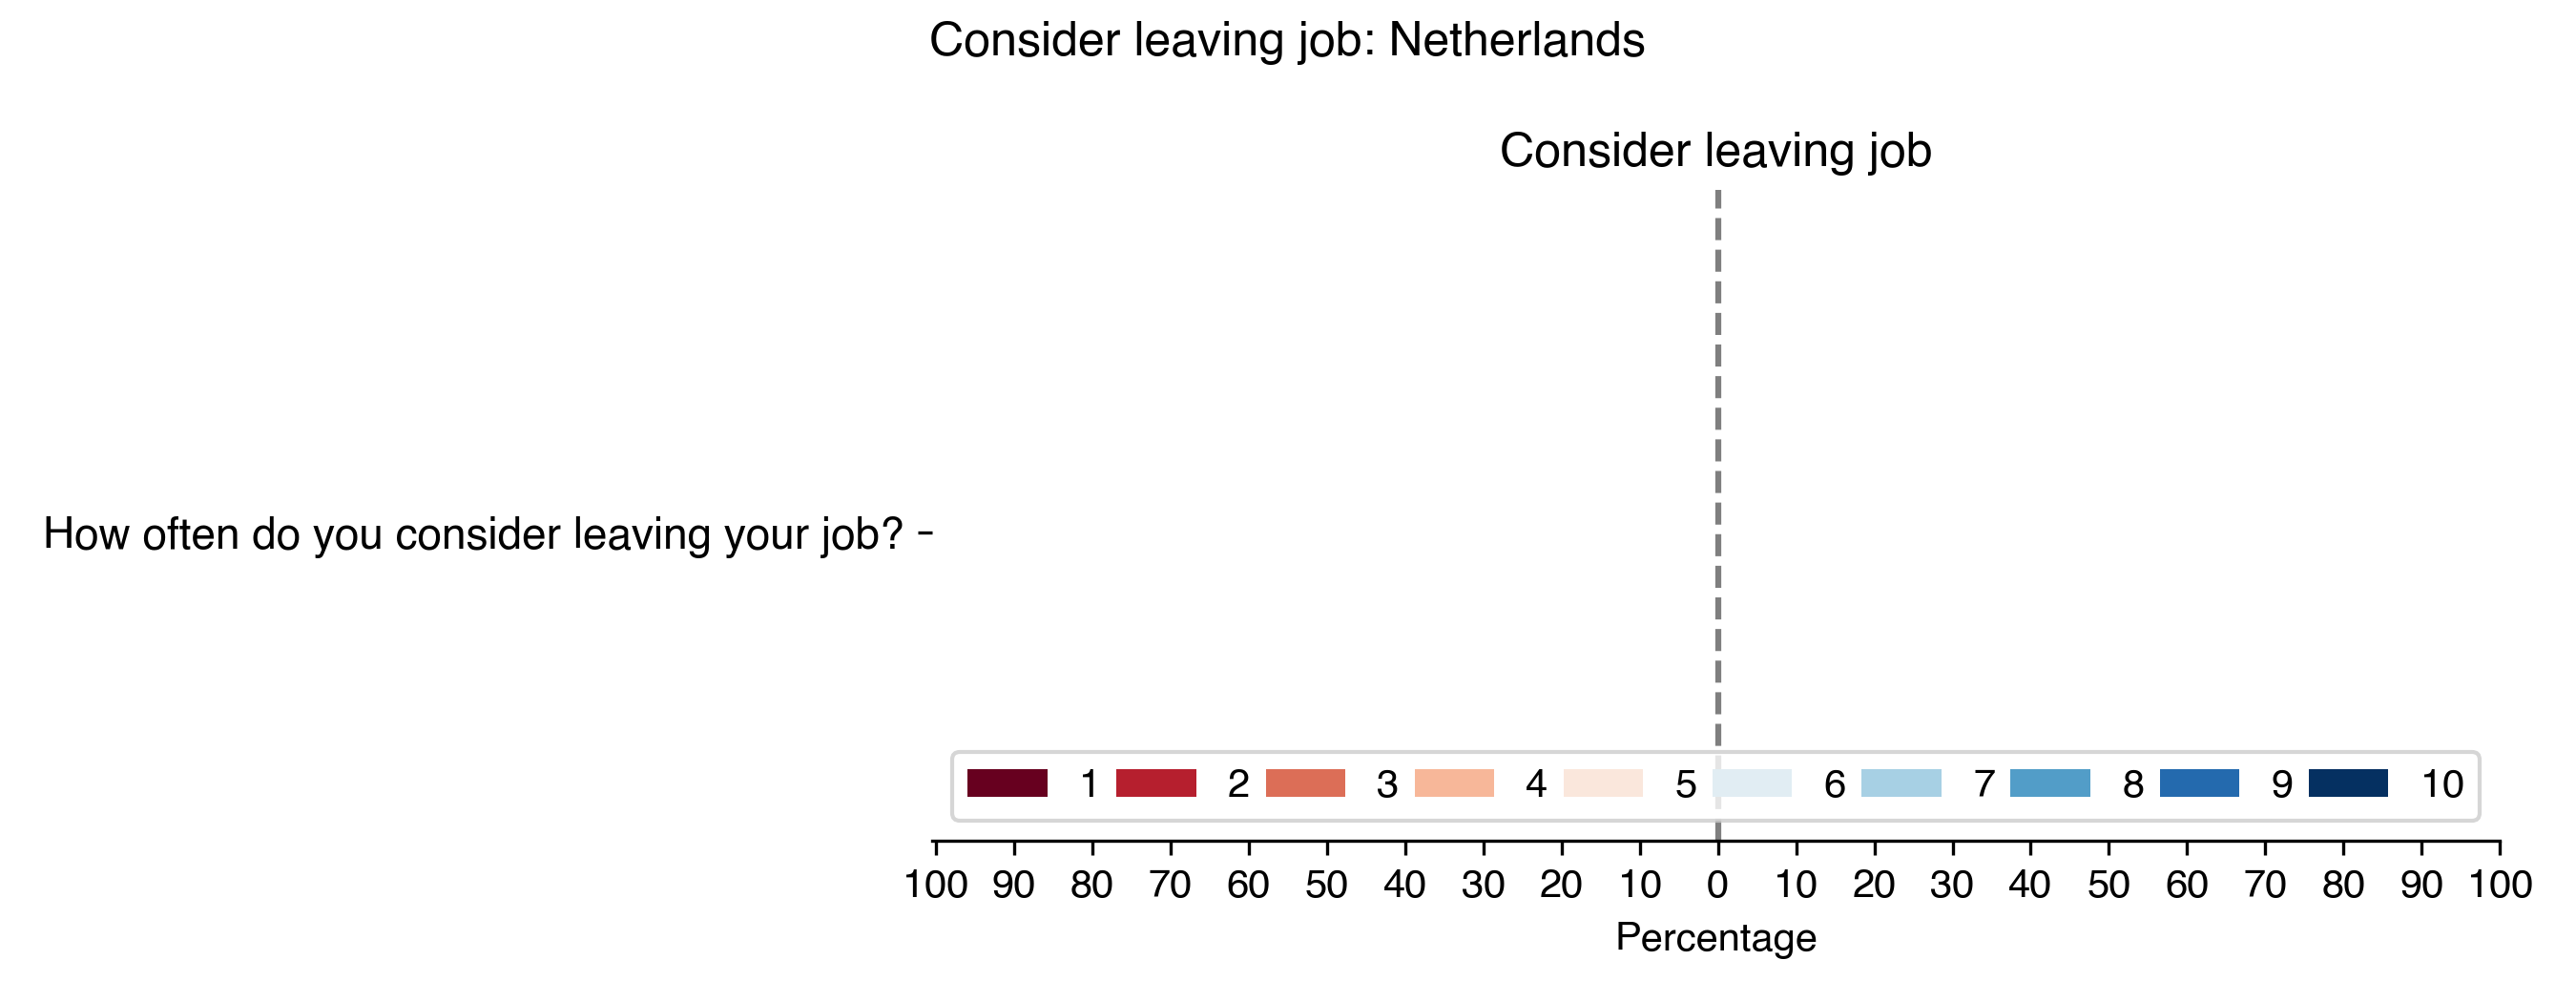 Consider leaving job: Netherlands
Consider leaving job
How often do you consider leaving your job?
1 2 3 4 5 6 7 8 9 10
100 90 80 70 60 50 40 30 20 10 0 10 20 30 40 50 60 70 80 90 100
Percentage